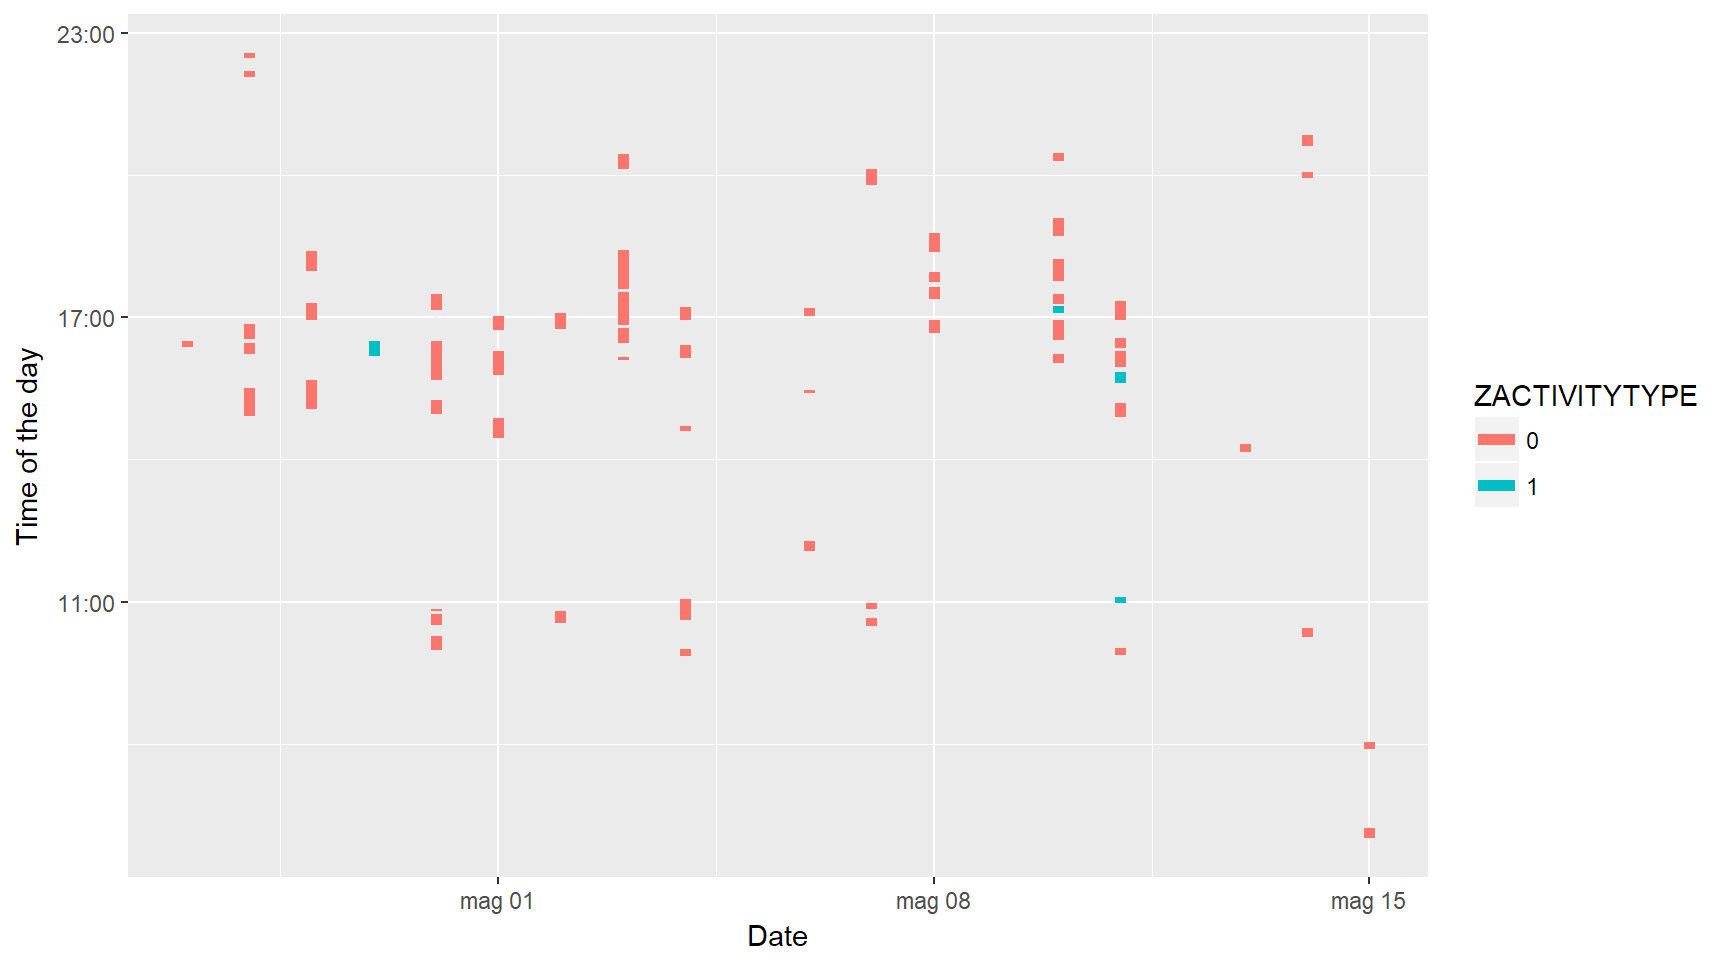 23:00
17:00
11:00
Time of the day
mag 01
mag 08
mag 15
Date
ZACTIVITYTYPE
0
1